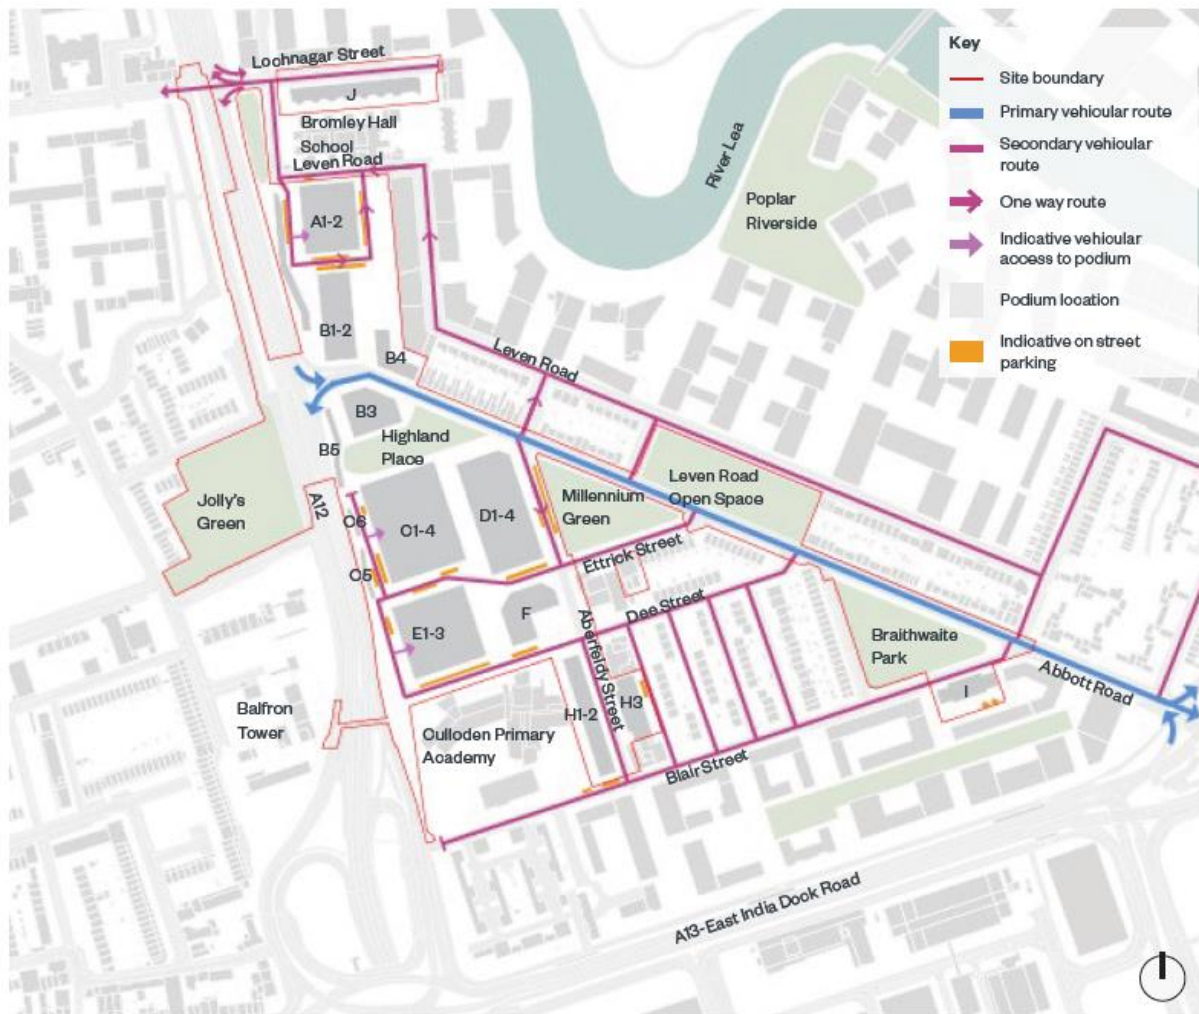 Lochnagar Street
J
Bromley Hall
School
Leven Road
A1-2
B1-2
B4
B3
B5
Highland
Place
Leven Road
River Lea
Poplar
Riverside
Jolly's
Green
A12
C6
C1-4
D1-4
C5
Millennium
Green
Leven Road
Open Space
Ettrick Street
E1-3
F
Aberfeldy Street
Dee Street
Braithwaite
Park
Abbott Road
I
Balfron
Tower
Culloden Primary
Academy
H1-2
H3
Blair Street
A13-East India Dock Road
Key
Site boundary
Primary vehicular route
Secondary vehicular
route
One way route
Indicative vehicular
access to podium
Podium location
Indicative on street
parking